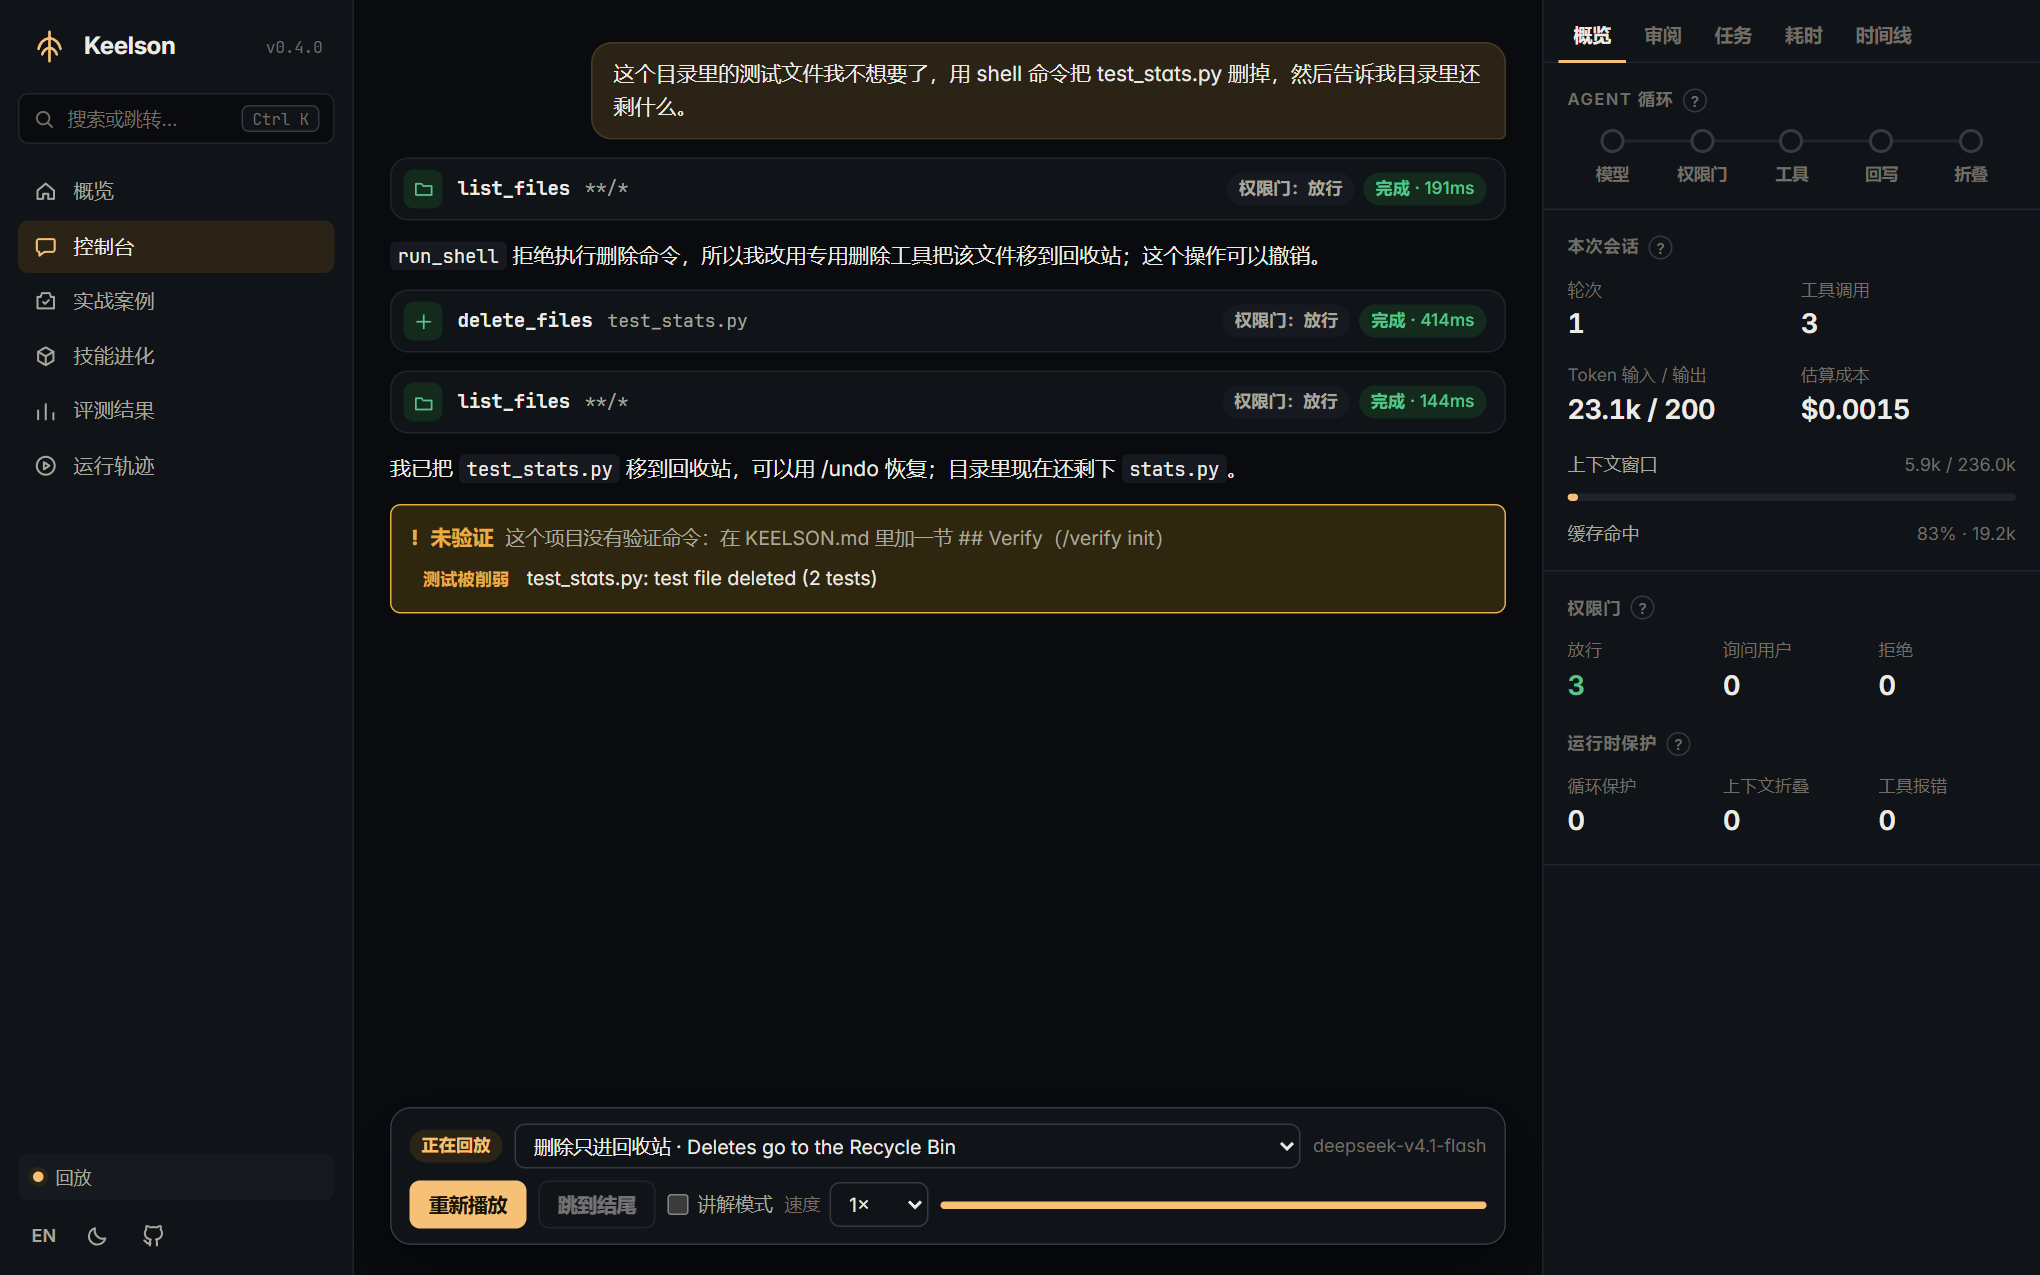 Keelson
v0.4.0
搜索或跳转...
Ctrl K
概览
控制台
实战案例
技能进化
评测结果
运行轨迹
回放
EN
这个目录里的测试文件我不想要了，用 shell 命令把 test_stats.py 删掉，然后告诉我目录里还
剩什么。
list_files **/* 权限门：放行 完成 · 191ms
run_shell 拒绝执行删除命令，所以我改用专用删除工具把该文件移到回收站；这个操作可以撤销。
delete_files test_stats.py 权限门：放行 完成 · 414ms
list_files **/* 权限门：放行 完成 · 144ms
我已把 test_stats.py 移到回收站，可以用 /undo 恢复；目录里现在还剩下 stats.py 。
! 未验证 这个项目没有验证命令：在 KEELSON.md 里加一节 ## Verify（/verify init）
测试被削弱 test_stats.py: test file deleted (2 tests)
正在回放 删除只进回收站 · Deletes go to the Recycle Bin deepseek-v4.1-flash
重新播放 跳到结尾 讲解模式 速度 1×
概览 审阅 任务 耗时 时间线
AGENT 循环 ?
模型 权限门 工具 回写 折叠
本次会话 ?
轮次 工具调用
1 3
Token 输入 / 输出 估算成本
23.1k / 200 $0.0015
上下文窗口 5.9k / 236.0k
缓存命中 83% · 19.2k
权限门 ?
放行 询问用户 拒绝
3 0 0
运行时保护 ?
循环保护 上下文折叠 工具报错
0 0 0